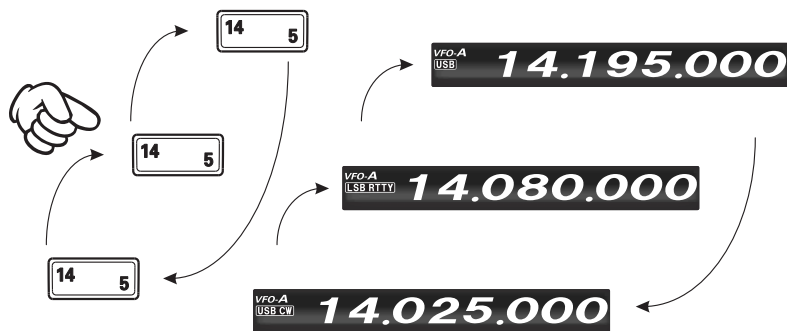 14 5
VFO-A
USB 14.195.000
14 5
VFO-A
LSB RTTY 14.080.000
14 5
VFO-A
USB CW 14.025.000